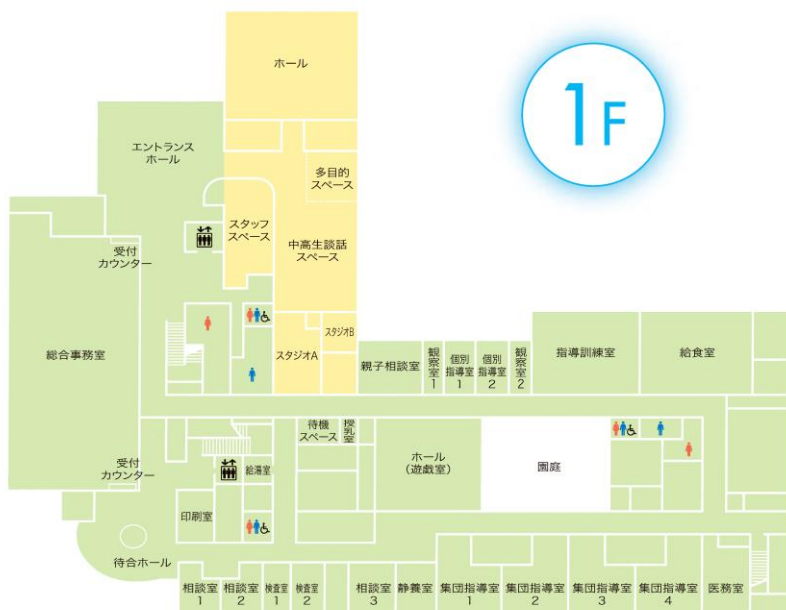 1F
ホール
エントランス
ホール
多目的
スペース
スタッフ
スペース
中高生談話
スペース
受付
カウンター
総合事務室
スタジオA
スタジオB
親子相談室
観察室1
個別
指導室
1
個別
指導室
2
観察室2
指導訓練室
給食室
待機
スペース
授乳室
ホール
(遊戯室)
園庭
受付
カウンター
給湯室
印刷室
待合ホール
相談室
1
相談室
2
検査室
1
検査室
2
相談室
3
静養室
集団指導室
1
集団指導室
2
集団指導室
3
集団指導室
4
医務室